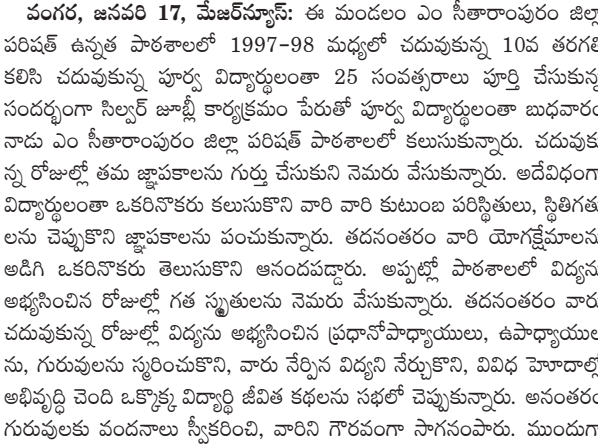 వంగర, జనవరి 17, మేజర్‌న్యూస్: ఈ మండలం ఎం సీతారాంపురం జిల్లా
పరిషత్ ఉన్నత పాఠశాలలో 1997-98 మధ్యలో చదువుకున్న 10వ తరగతి
కలిసి చదువుకున్న పూర్వ విద్యార్థులంతా 25 సంవత్సరాలు పూర్తి చేసుకున్న
సందర్భంగా సిల్వర్ జూబ్లీ కార్యక్రమం పేరుతో పూర్వ విద్యార్థులంతా బుధవారం
నాడు ఎం సీతారాంపురం జిల్లా పరిషత్ పాఠశాలలో కలుసుకున్నారు. చదువుకు
న్న రోజుల్లో తమ జ్ఞాపకాలను గుర్తు చేసుకుని నెమరు వేసుకున్నారు. అదేవిధంగా
విద్యార్థులంతా ఒకరినొకరు కలుసుకొని వారి వారి కుటుంబ పరిస్థితులు, స్థితిగతు
లను చెప్పుకొని జ్ఞాపకాలను పంచుకున్నారు. తదనంతరం వారి యోగక్షేమాలను
అడిగి ఒకరినొకరు తెలుసుకొని ఆనందపడ్డారు. అప్పట్లో పాఠశాలలో విద్యను
అభ్యసించిన రోజుల్లో గత స్మృతులను నెమరు వేసుకున్నారు. తదనంతరం వారు
చదువుకున్న రోజుల్లో విద్యను అభ్యసించిన ప్రధానోపాధ్యాయులు, ఉపాధ్యాయుల
ను, గురువులను స్మరించుకొని, వారు నేర్పిన విద్యని నేర్చుకొని, వివిధ హెూదాల్లో
అభివృద్ధి చెంది ఒక్కొక్క విద్యార్థి జీవిత కథలను సభలో చెప్పుకున్నారు. అనంతరం
గురువులకు వందనాలు స్వీకరించి, వారిని గౌరవంగా సాగనంపారు. ముందుగా